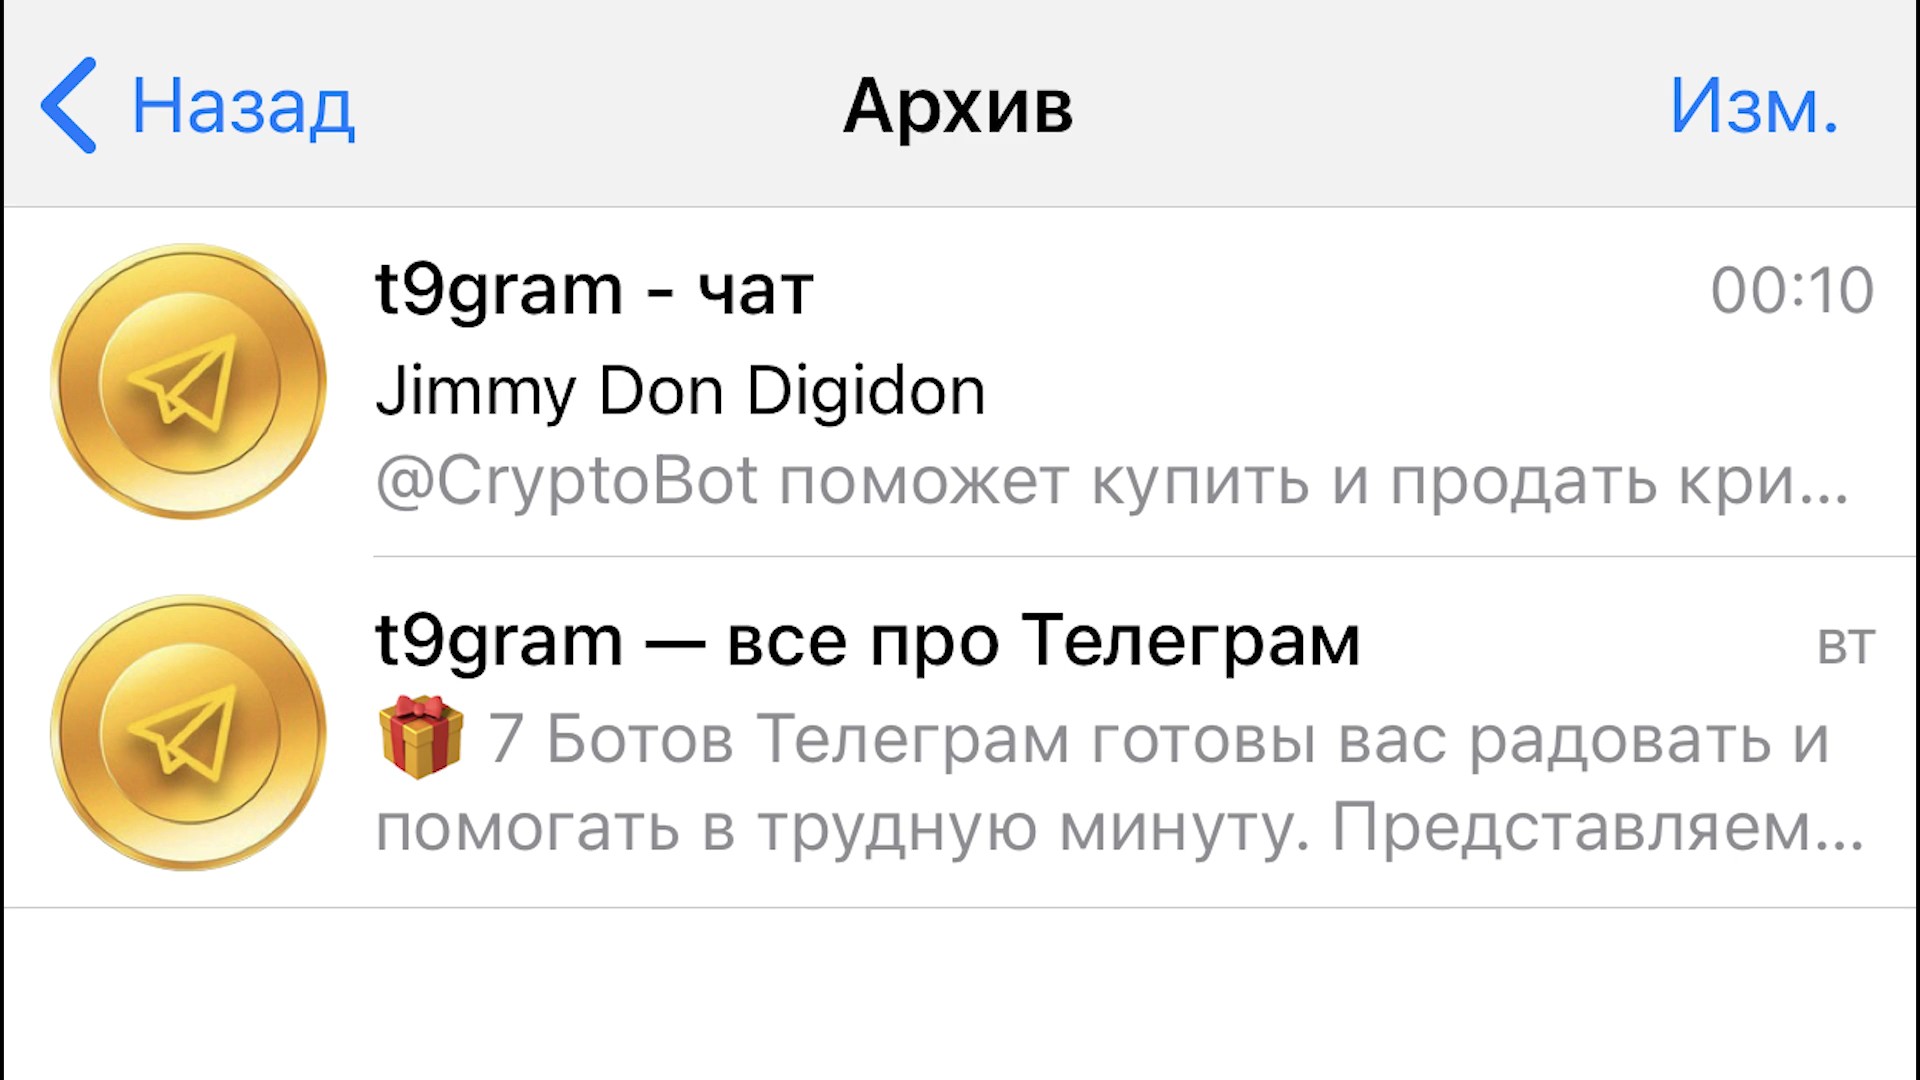 Назад
Архив
Изм.
t9gram - чат
00:10
Jimmy Don Digidon
@CryptoBot поможет купить и продать кри...
t9gram — все про Телеграм
вт
🎁 7 Ботов Телеграм готовы вас радовать и
помогать в трудную минуту. Представляем...